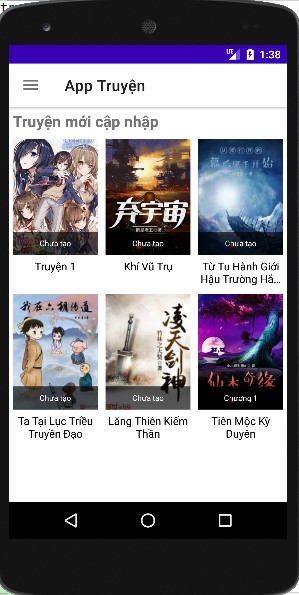 LTE 1:38
App Truyện
Truyện mới cập nhập
弃宇宙
Chưa tạo
Chưa tạo
Chưa tạo
Truyện 1
Khí Vũ Trụ
Từ Tu Hành Giới
Hậu Trường Hắ...
我在六朝传道
凌天剑神
仙木奇缘
Chưa tạo
Chưa tạo
Chương 1
Ta Tại Lục Triều
Truyền Đạo
Lăng Thiên Kiếm
Thần
Tiên Mộc Kỳ
Duyên